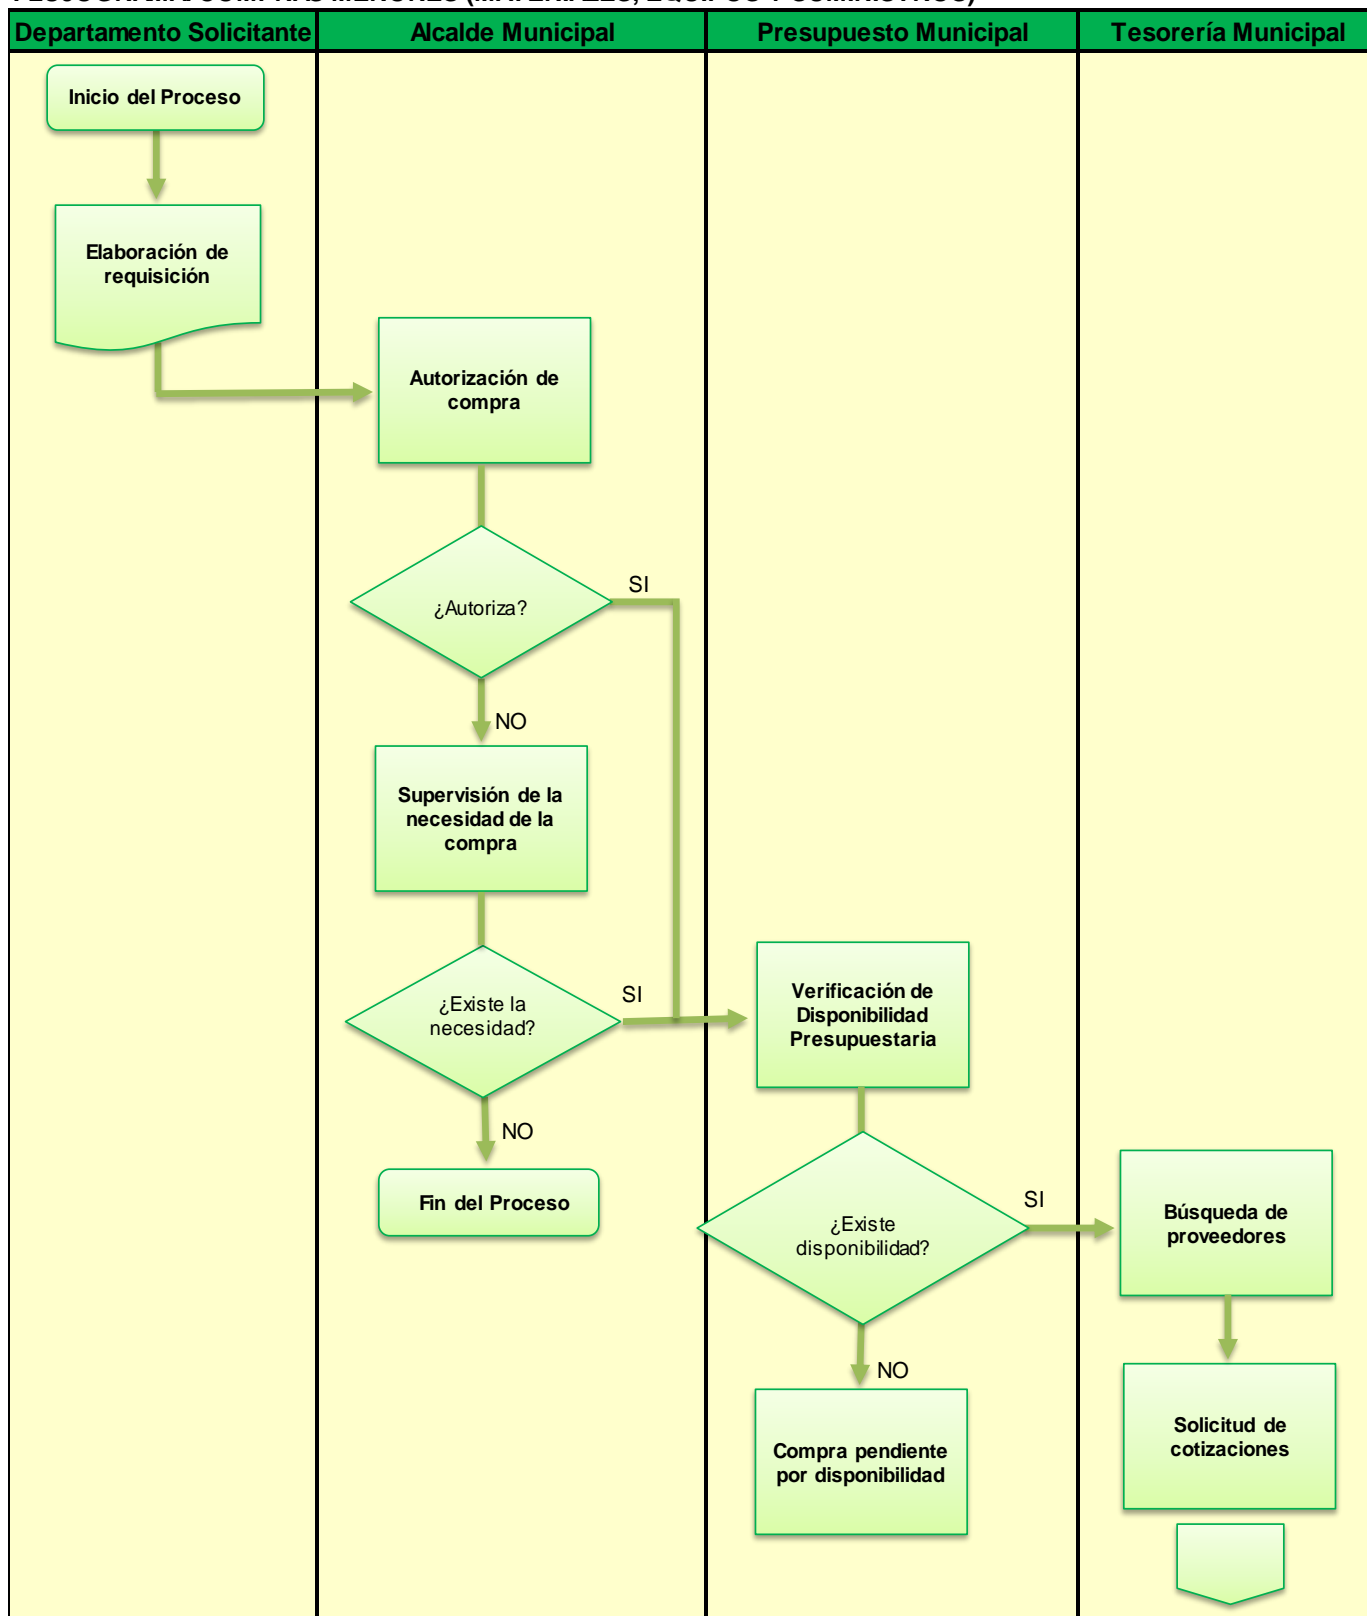 Departamento Solicitante
Alcalde Municipal
Presupuesto Municipal
Tesorería Municipal
Inicio del Proceso
Elaboración de
requisición
Autorización de
compra
¿Autoriza?
SI
NO
Supervisión de la
necesidad de la
compra
¿Existe la
necesidad?
SI
NO
Fin del Proceso
Verificación de
Disponibilidad
Presupuestaria
¿Existe
disponibilidad?
SI
NO
Compra pendiente
por disponibilidad
Búsqueda de
proveedores
Solicitud de
cotizaciones